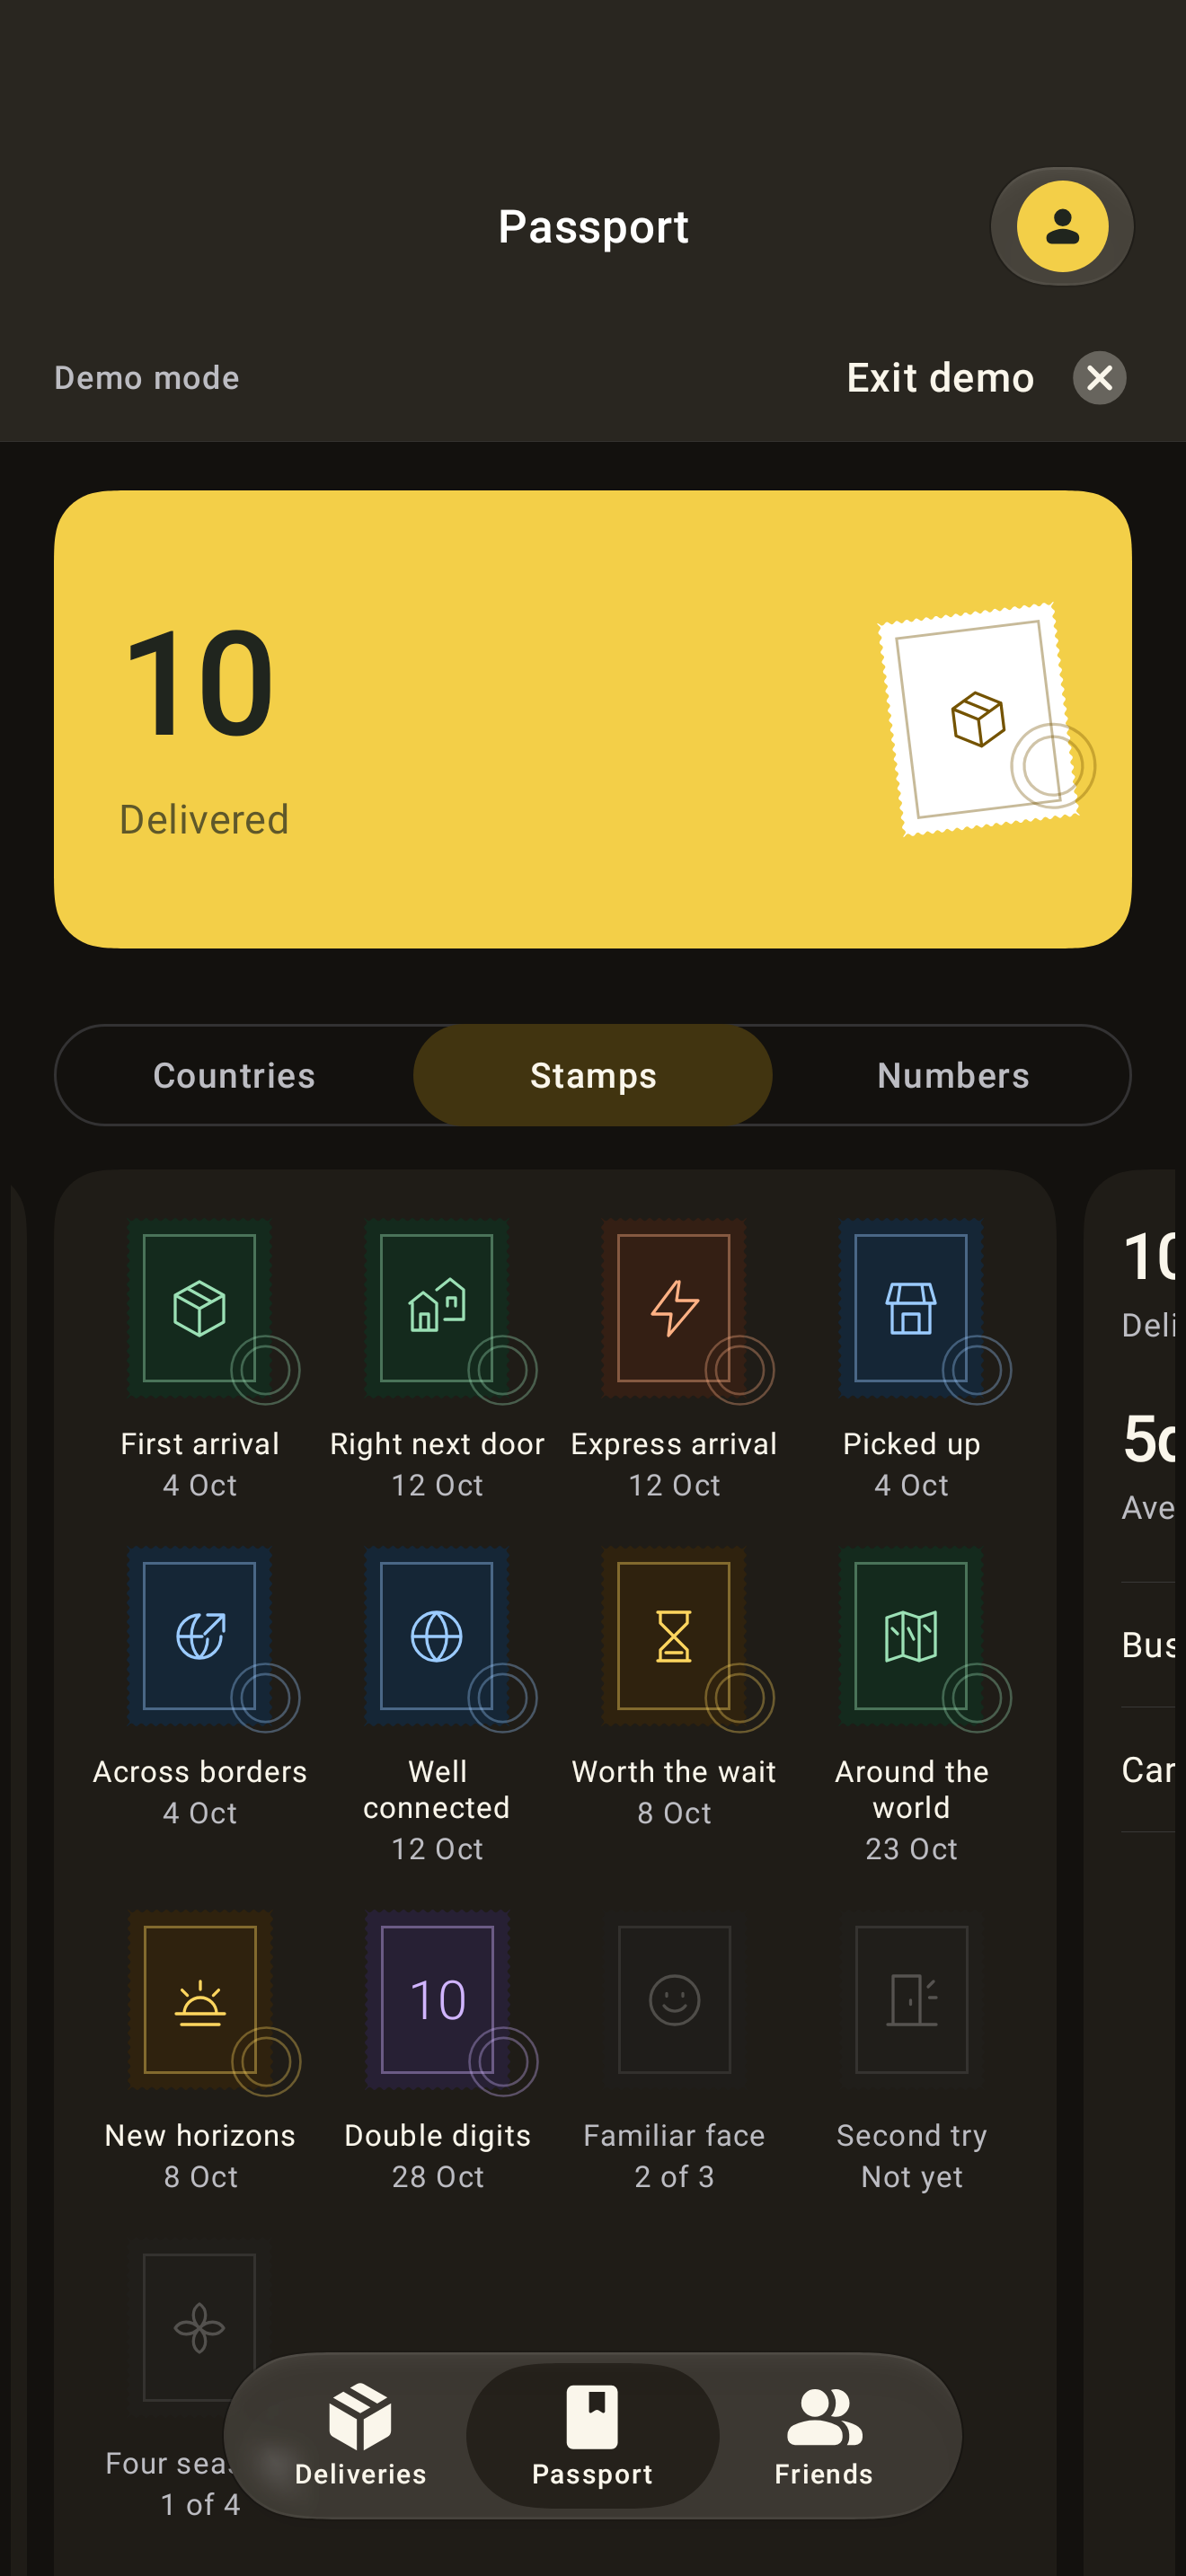 Passport
Demo mode
Exit demo
10
Delivered
Countries
Stamps
Numbers
First arrival
4 Oct
Right next door
12 Oct
Express arrival
12 Oct
Picked up
4 Oct
Across borders
4 Oct
Well
connected
12 Oct
Worth the wait
8 Oct
Around the
world
23 Oct
New horizons
8 Oct
10
Double digits
28 Oct
Familiar face
2 of 3
Second try
Not yet
Four
1 of 4
Deliveries
Passport
Friends